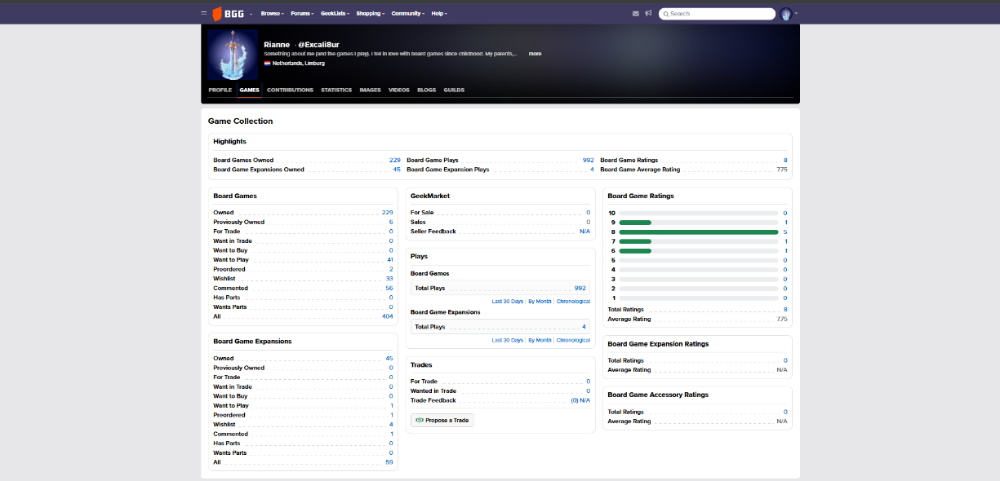 BGG Browse Forums GeekLists Shopping Community Help Search
Rianne · @Excali8ur
Something about me (and the games I play). I fell in love with board games since childhood. My parents,... more
Netherlands, Limburg
PROFILE GAMES CONTRIBUTIONS STATISTICS IMAGES VIDEOS BLOGS GUILDS
Game Collection
Highlights
Board Games Owned 229 Board Game Plays 992 Board Game Ratings 8
Board Game Expansions Owned 45 Board Game Expansion Plays 4 Board Game Average Rating 7.75
Board Games
Owned 229
Previously Owned 6
For Trade 0
Want in Trade 0
Want to Buy 0
Want to Play 41
Preordered 2
Wishlist 33
Commented 56
Has Parts 0
Wants Parts 0
All 404
Board Game Expansions
Owned 45
Previously Owned 0
For Trade 0
Want in Trade 0
Want to Buy 0
Want to Play 1
Preordered 1
Wishlist 4
Commented 1
Has Parts 0
Wants Parts 0
All 59
GeekMarket
For Sale 0
Sales 0
Seller Feedback N/A
Plays
Board Games
Total Plays 992
Last 30 Days | By Month | Chronological
Board Game Expansions
Total Plays 4
Last 30 Days | By Month | Chronological
Trades
For Trade 0
Wanted in Trade 0
Trade Feedback (0) N/A
Propose a Trade
Board Game Ratings
10 0
9 1
8 5
7 1
6 1
5 0
4 0
3 0
2 0
1 0
Total Ratings 8
Average Rating 7.75
Board Game Expansion Ratings
Total Ratings 0
Average Rating N/A
Board Game Accessory Ratings
Total Ratings 0
Average Rating N/A